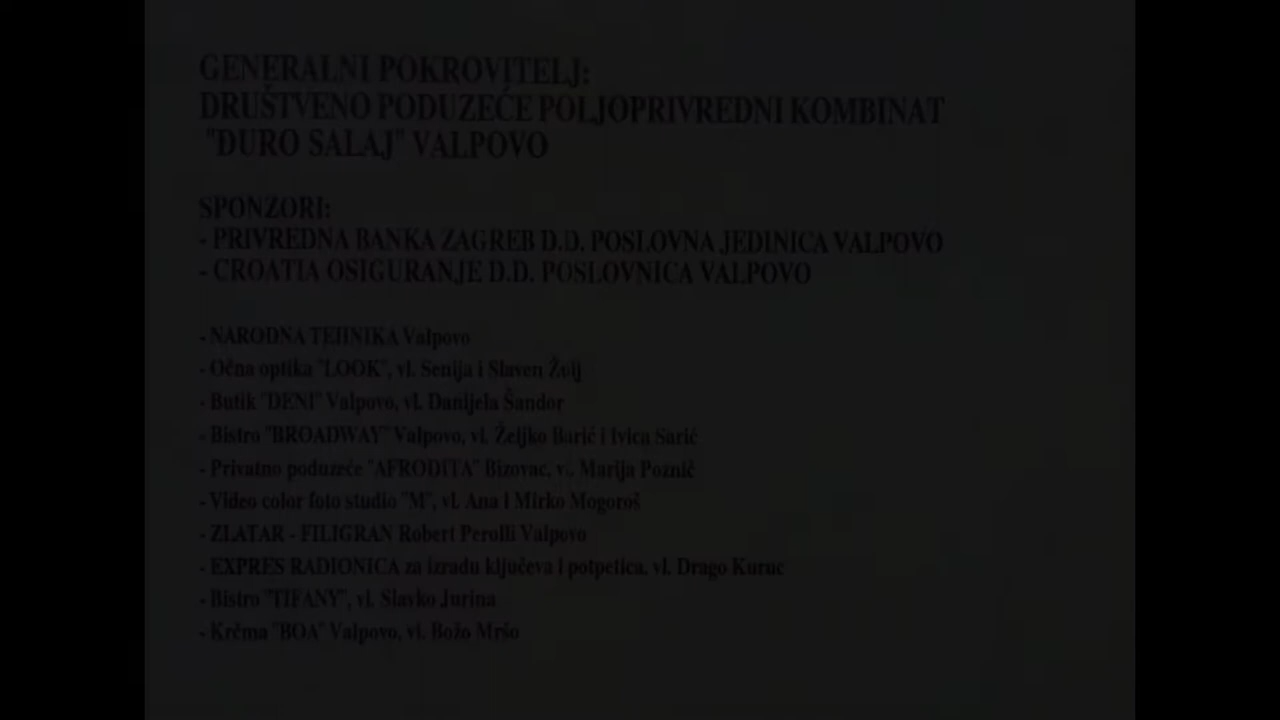 GENERALNI POKROVITELJ:
DRUŠTVENO PODUZEĆE POLJOPRIVREDNI KOMBINAT
"ĐURO SALAJ" VALPOVO
SPONZORI:
- PRIVREDNA BANKA ZAGREB D.D. POSLOVNA JEDINICA VALPOVO
- CROATIA OSIGURANJE D.D. POSLOVNICA VALPOVO
- NARODNA TEHNIKA Valpovo
- Očna optika "LOOK", vl. Senija i Slaven
- Butik "DENI" Valpovo, vl. Danijela Šandor
- Bistro "BROADWAY" Valpovo, vl. Željko Barić i Ivica Sarić
- Privatno poduzeće "AFRODITA" Bizovac, vl. Marija Poznić
- Video color foto studio "M", vl. Ana i Mirko Mogoroš
- ZLATAR - FILIGRAN Robert Perolli Valpovo
- EXPRES RADIONICA za izradu ključeva i potpetica, vl. Drago Kuruc
- Bistro "TIFANY", vl. Slavko Jurina
- Krčma "BOA" Valpovo, vl. Božo Mršo